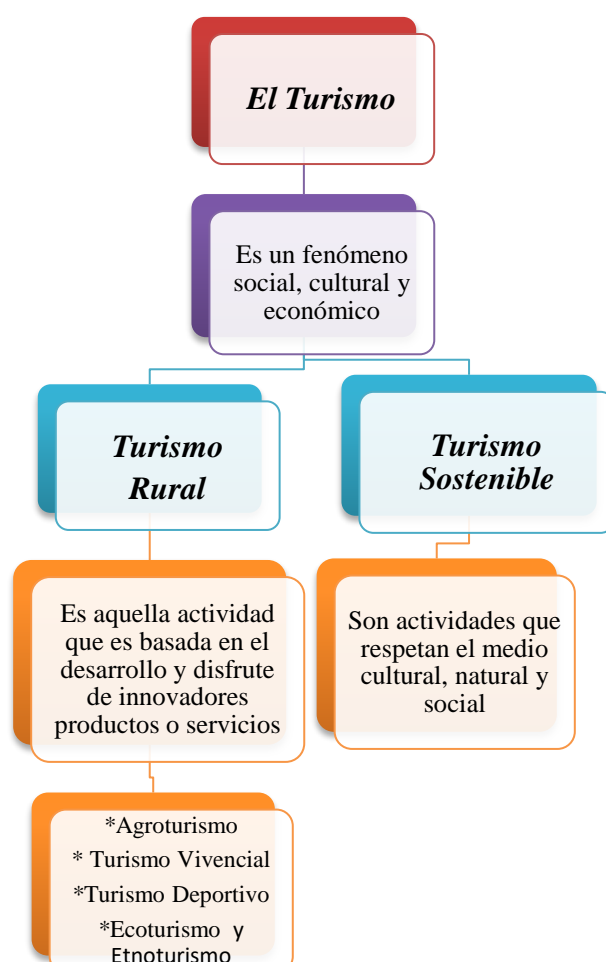 El Turismo
Es un fenómeno
social, cultural y
económico
Turismo
Rural
Turismo
Sostenible
Es aquella actividad
que es basada en el
desarrollo y disfrute
de innovadores
productos o servicios
Son actividades que
respetan el medio
cultural, natural y
social
*Agroturismo
* Turismo Vivencial
*Turismo Deportivo
*Ecoturismo y
Etnoturismo